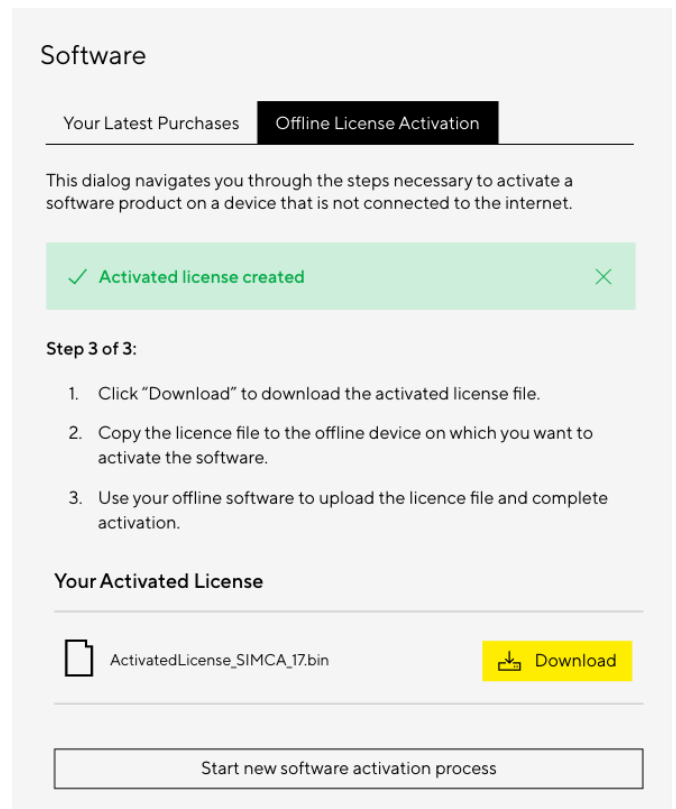 Software
Your Latest Purchases
Offline License Activation
This dialog navigates you through the steps necessary to activate a
software product on a device that is not connected to the internet.
Activated license created
Step 3 of 3:
1. Click “Download” to download the activated license file.
2. Copy the licence file to the offline device on which you want to
activate the software.
3. Use your offline software to upload the licence file and complete
activation.
Your Activated License
ActivatedLicense_SIMCA_17.bin
Download
Start new software activation process